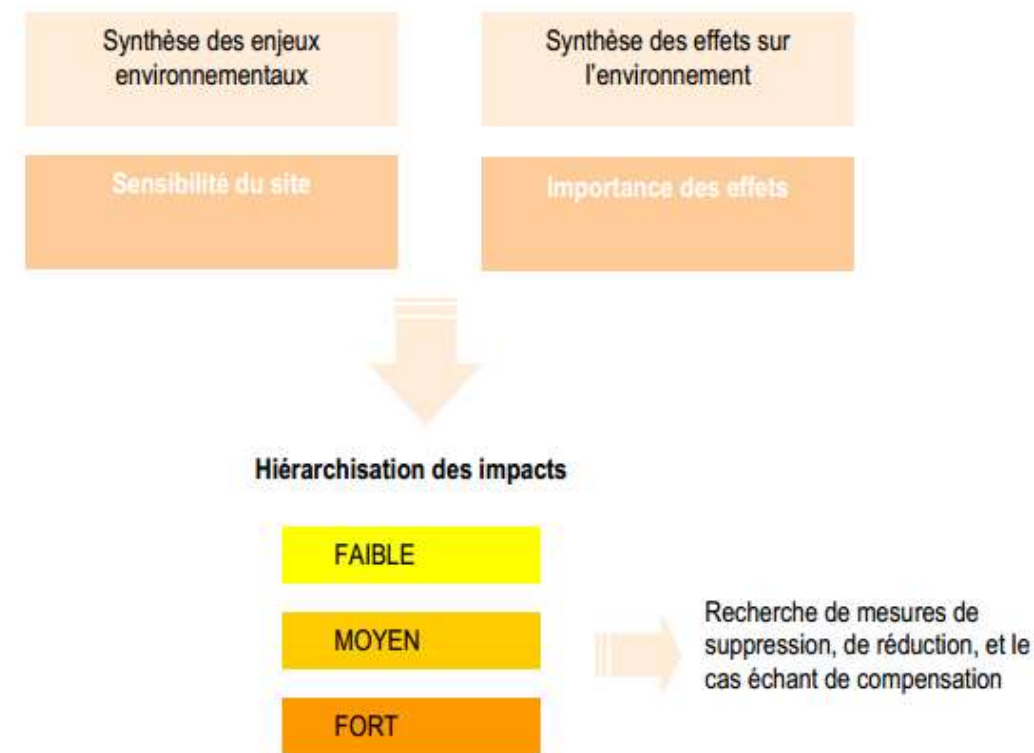 Synthèse des enjeux
environnementaux
Synthèse des effets sur
l'environnement
Sensibilité du site
Importance des effets
Hiérarchisation des impacts
FAIBLE
MOYEN
FORT
Recherche de mesures de
suppression, de réduction, et le
cas échant de compensation